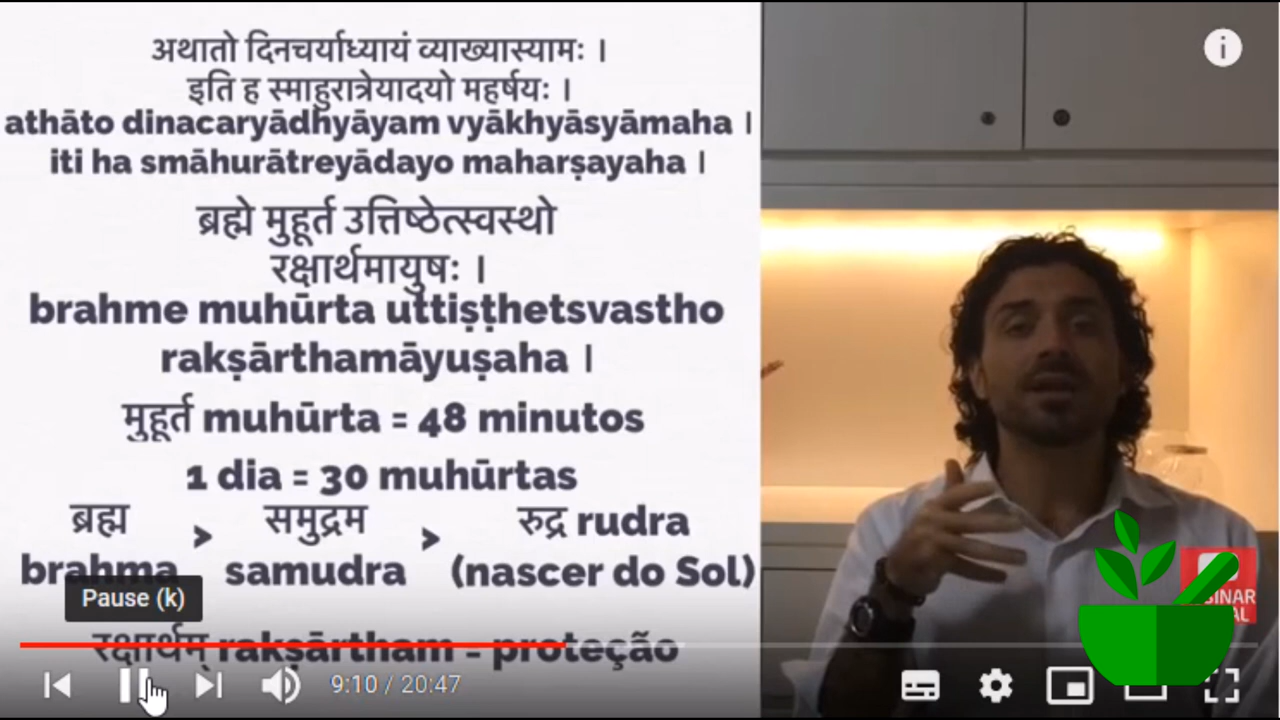 अथातो दिनचर्याध्यायं व्याख्यास्यामः ।
इति ह स्माहुरात्रेयादयो महर्षयः ।
athāto dinacaryādhyāyam vyākhyāsyāmaha ।
iti ha smāhurātreyādayo maharṣayaha ।
ब्रह्मे मुहूर्त उत्तिष्ठेत्स्वस्थो
रक्षार्थमायुषः ।
brahme muhūrta uttiṣṭhetsvastho
rakṣārthamāyuṣaha ।
मुहूर्त muhūrta = 48 minutos
1 dia = 30 muhūrtas
ब्रह्म > समुद्रम > रुद्र rudra
brahma samudra (nascer do Sol)
Pause (k)
रक्षार्थम् rakṣārtham = proteção
9:10 / 20:47